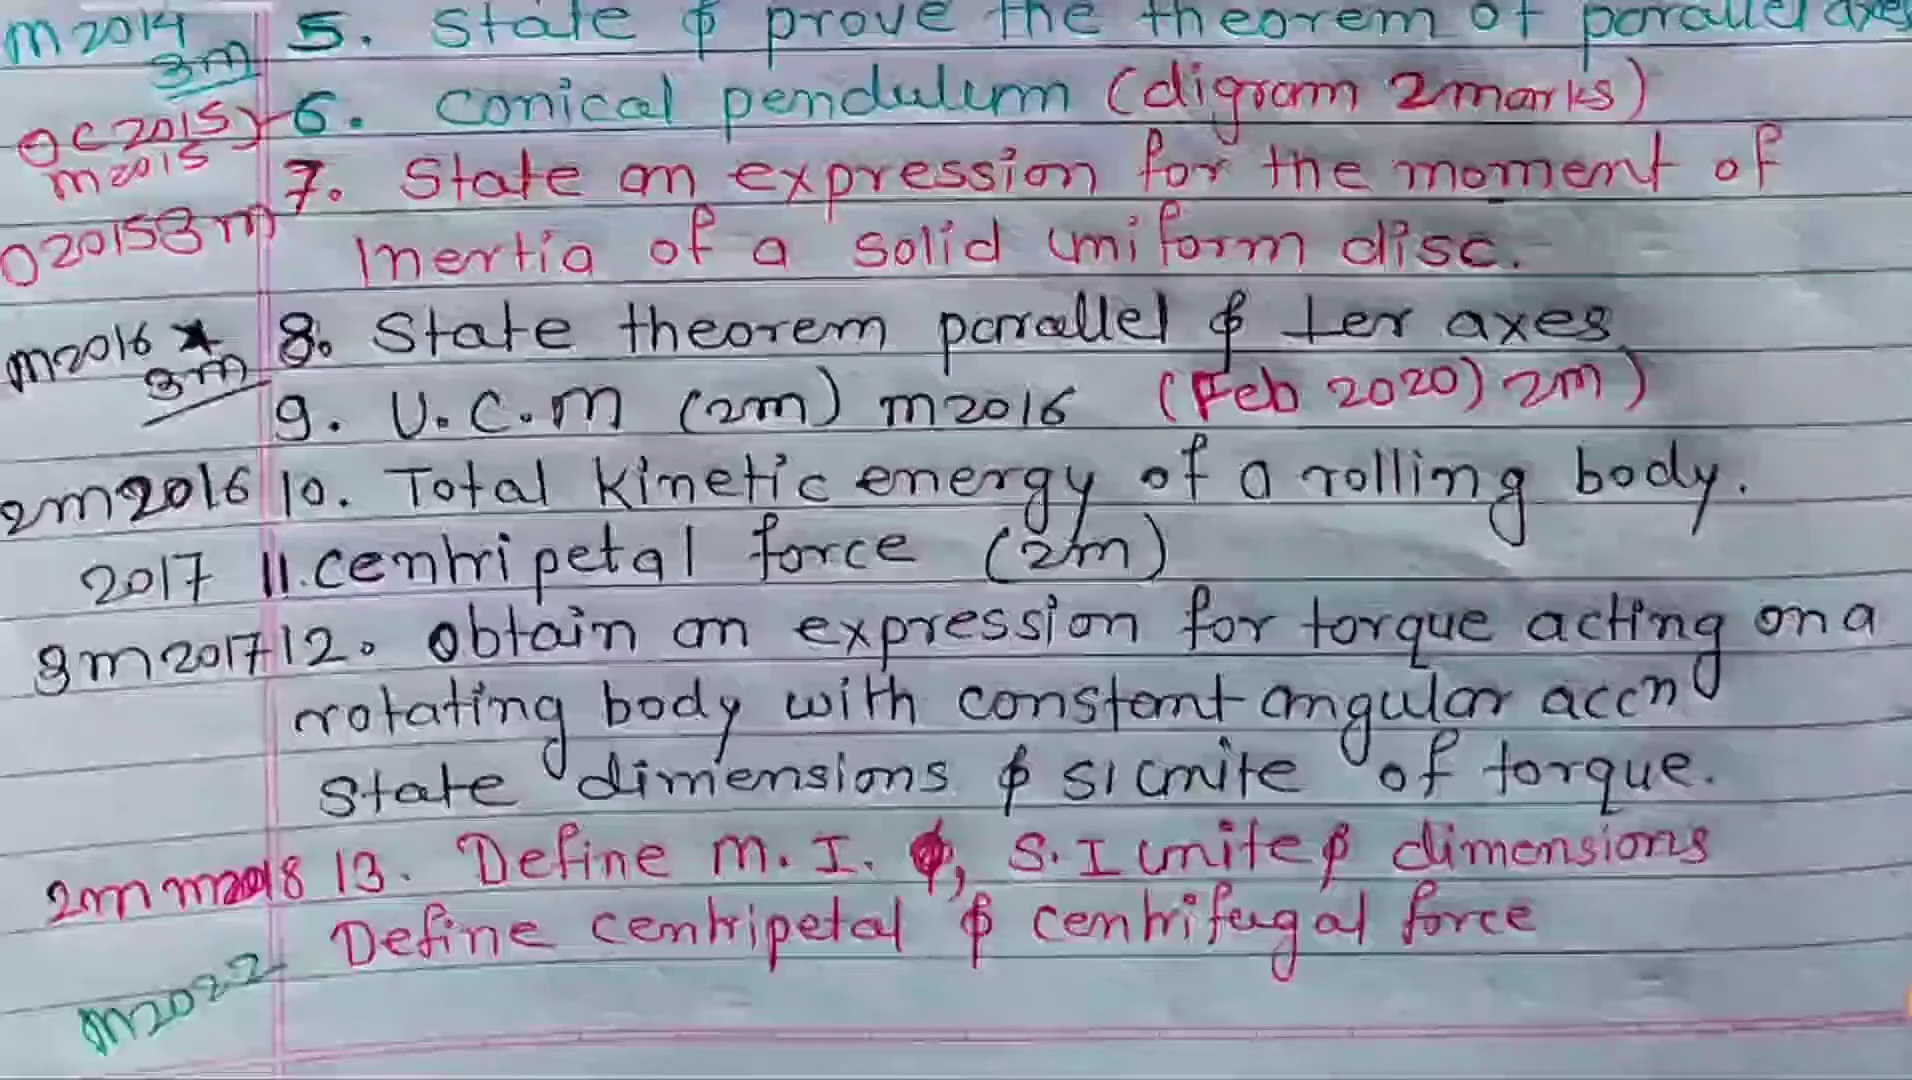 m2014 5. State & prove the theorem of parallel axes
3m
6. Conical pendulum (digram 2marks)
OC2015)
m2015 7. State an expression for the moment of
O20153m Inertia of a solid uniform disc.
m2016 ★ 8. State theorem parallel & ter axes
3m
9. U.C.M (2m) m2016 (Feb 2020) 2m)
2m2016 10. Total kinetic energy of a rolling body.
2017 11. centripetal force (2m)
3m2017 12. Obtain an expression for torque acting on a
rotating body with constant angular accn
State dimensions & SI unite of torque.
2m m2018 13. Define M.I. &, S.I unite & dimensions
Define centripetal & centrifugal force
M2022